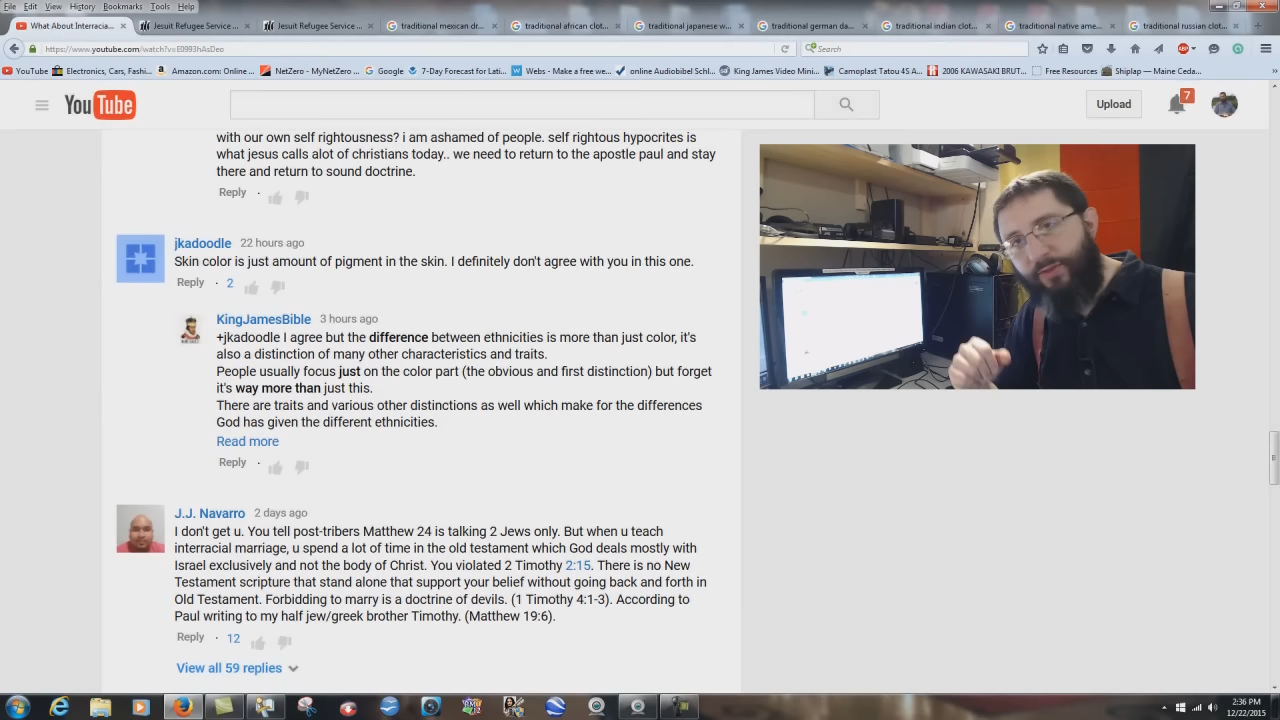 File Edit View History Bookmarks Tools Help
What About Interracia... Jesuit Refugee Service ... Jesuit Refugee Service ... traditional mexican dr... traditional african clot... traditional japanese w... traditional german da... traditional indian clot... traditional native ame... traditional russian clot...
https://www.youtube.com/watch?v=E0993hAsDeo Search
YouTube Electronics, Cars, Fashi... Amazon.com: Online ... NetZero - MyNetZero ... Google 7-Day Forecast for Lati... Webs - Make a free we... online Audiobibel Schl... King James Video Mini... Camoplast Tatou 4S A... 2006 KAWASAKI BRUT... Free Resources Shiplap — Maine Ceda...
YouTube Upload 7
with our own self rightousness? i am ashamed of people. self rightous hypocrites is
what jesus calls alot of christians today.. we need to return to the apostle paul and stay
there and return to sound doctrine.
Reply ·
jkadoodle 22 hours ago
Skin color is just amount of pigment in the skin. I definitely don't agree with you in this one.
Reply · 2
KingJamesBible 3 hours ago
+jkadoodle I agree but the difference between ethnicities is more than just color, it's
also a distinction of many other characteristics and traits.
People usually focus just on the color part (the obvious and first distinction) but forget
it's way more than just this.
There are traits and various other distinctions as well which make for the differences
God has given the different ethnicities.
Read more
Reply ·
J.J. Navarro 2 days ago
I don't get u. You tell post-tribers Matthew 24 is talking 2 Jews only. But when u teach
interracial marriage, u spend a lot of time in the old testament which God deals mostly with
Israel exclusively and not the body of Christ. You violated 2 Timothy 2:15. There is no New
Testament scripture that stand alone that support your belief without going back and forth in
Old Testament. Forbidding to marry is a doctrine of devils. (1 Timothy 4:1-3). According to
Paul writing to my half jew/greek brother Timothy. (Matthew 19:6).
Reply · 12
View all 59 replies
2:36 PM
12/22/2015